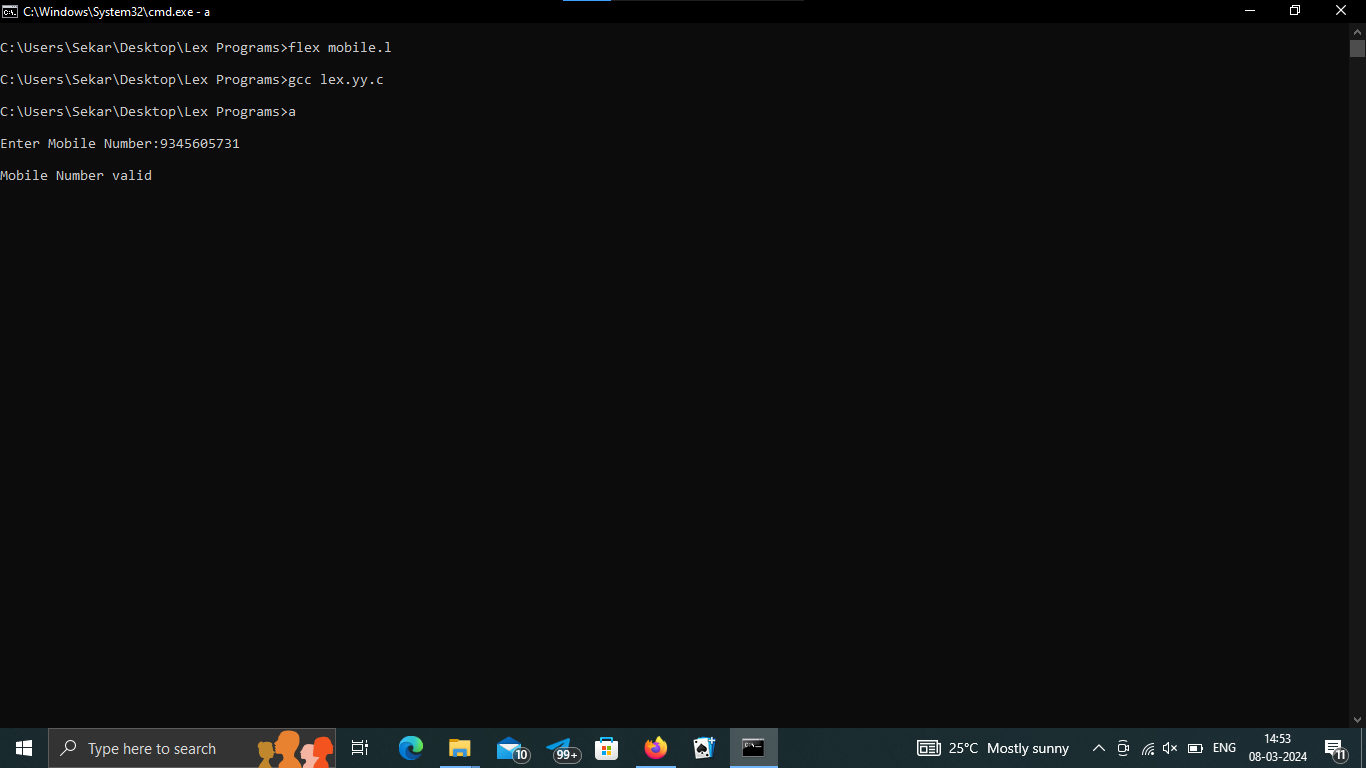 C:\Windows\System32\cmd.exe - a
C:\Users\Sekar\Desktop\Lex Programs>flex mobile.l
C:\Users\Sekar\Desktop\Lex Programs>gcc lex.yy.c
C:\Users\Sekar\Desktop\Lex Programs>a
Enter Mobile Number:9345605731
Mobile Number valid
Type here to search
10
99+
25°C Mostly sunny
ENG
14:53
08-03-2024
11